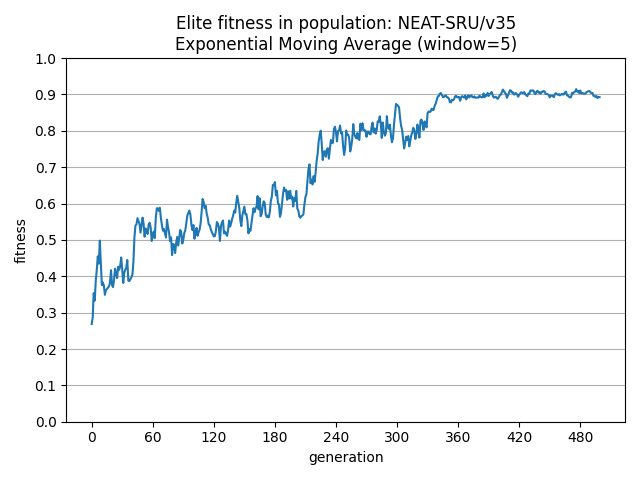 Elite fitness in population: NEAT-SRU/v35
Exponential Moving Average (window=5)
1.0
0.9
0.8
0.7
0.6
0.5
0.4
0.3
0.2
0.1
0.0
fitness
0 60 120 180 240 300 360 420 480
generation